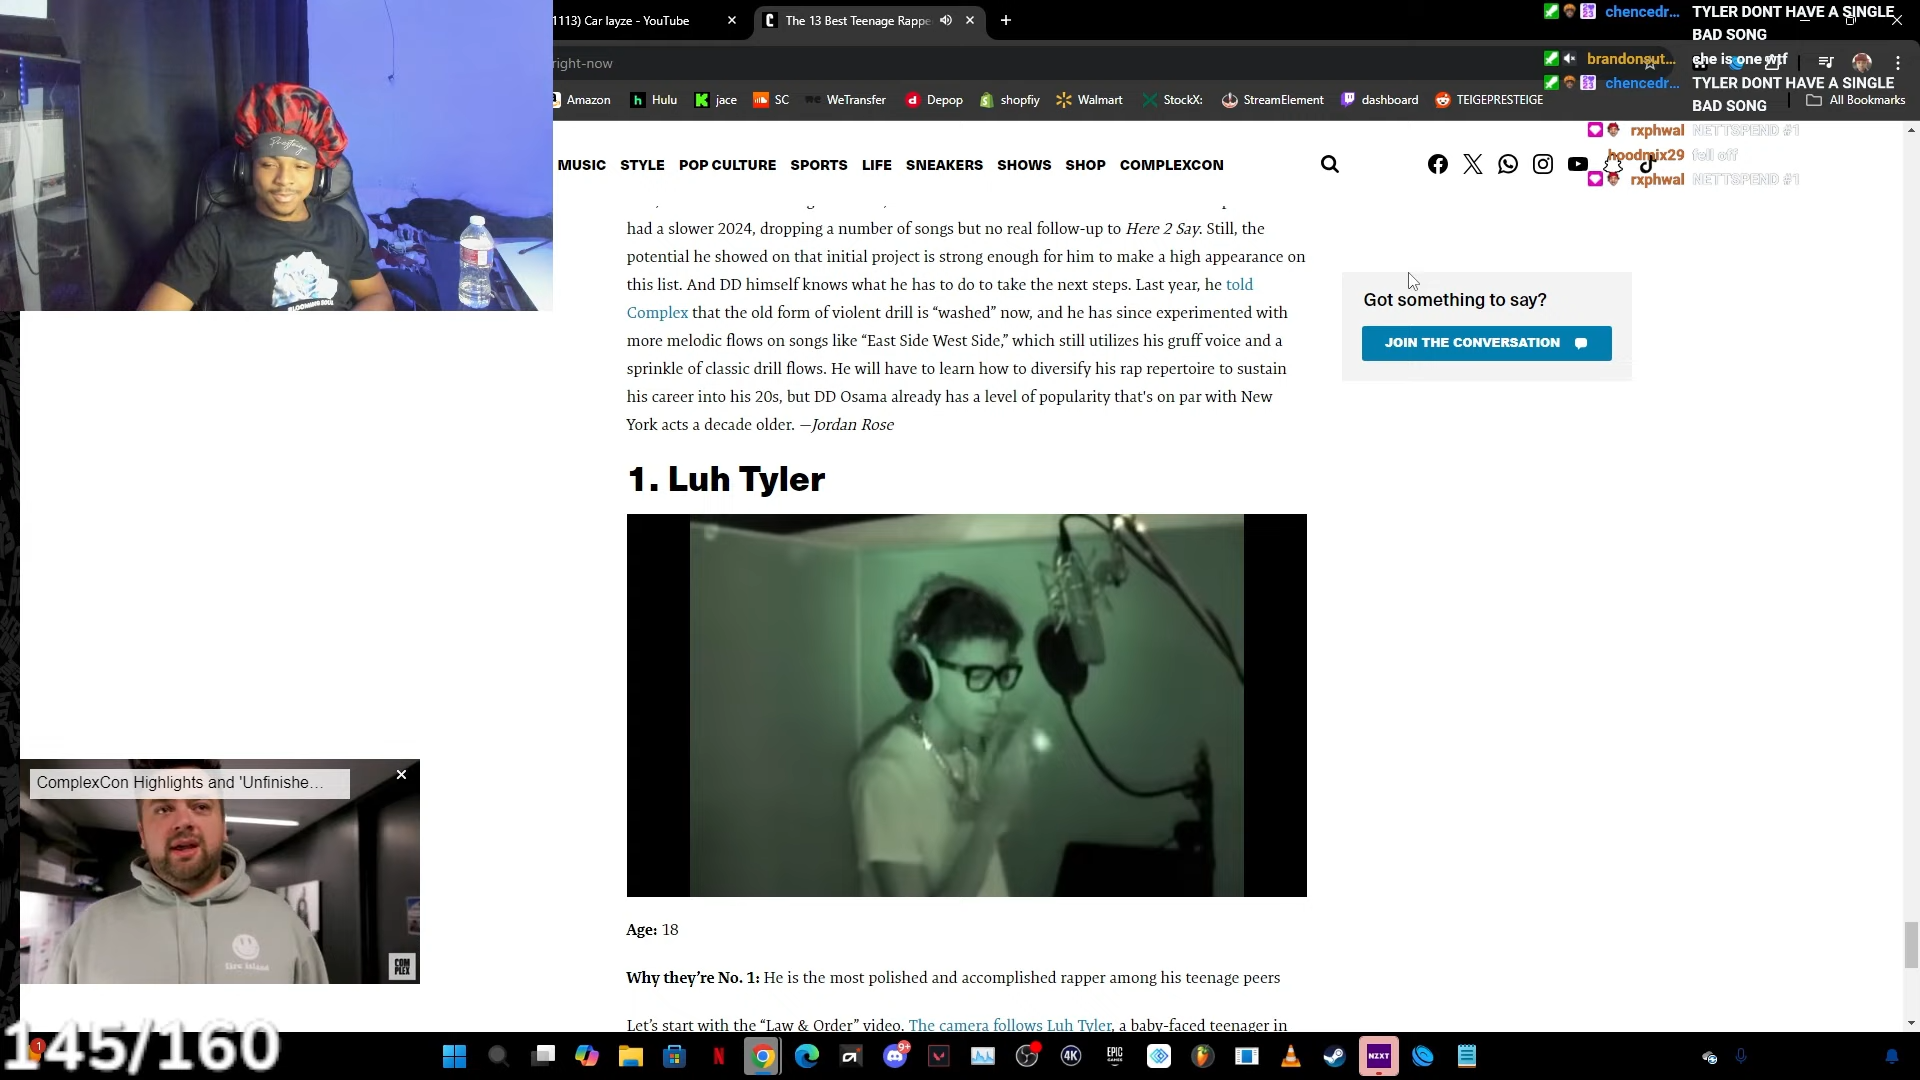 1113) Car layze - YouTube
The 13 Best Teenage Rappe
right-now
Amazon
Hulu
jace
SC
WeTransfer
Depop
shopfiy
Walmart
StockX:
StreamElement
dashboard
TEIGEPRESTEIGE
All Bookmarks
chencedr... TYLER DONT HAVE A SINGLE
BAD SONG
brandonsut... she is one wtf
chencedr... TYLER DONT HAVE A SINGLE
BAD SONG
rxphwal NETTSPEND #1
hoodmix29 fell off
rxphwal NETTSPEND #1
MUSIC STYLE POP CULTURE SPORTS LIFE SNEAKERS SHOWS SHOP COMPLEXCON
had a slower 2024, dropping a number of songs but no real follow-up to Here 2 Say. Still, the
potential he showed on that initial project is strong enough for him to make a high appearance on
this list. And DD himself knows what he has to do to take the next steps. Last year, he told
Complex that the old form of violent drill is “washed” now, and he has since experimented with
more melodic flows on songs like “East Side West Side,” which still utilizes his gruff voice and a
sprinkle of classic drill flows. He will have to learn how to diversify his rap repertoire to sustain
his career into his 20s, but DD Osama already has a level of popularity that's on par with New
York acts a decade older. —Jordan Rose
Got something to say?
JOIN THE CONVERSATION
1. Luh Tyler
Age: 18
Why they’re No. 1: He is the most polished and accomplished rapper among his teenage peers
Let’s start with the “Law & Order” video. The camera follows Luh Tyler, a baby-faced teenager in
ComplexCon Highlights and 'Unfinishe...
COM
PLEX
145/160
1
9+
4K
EPIC
GAMES
NZXT